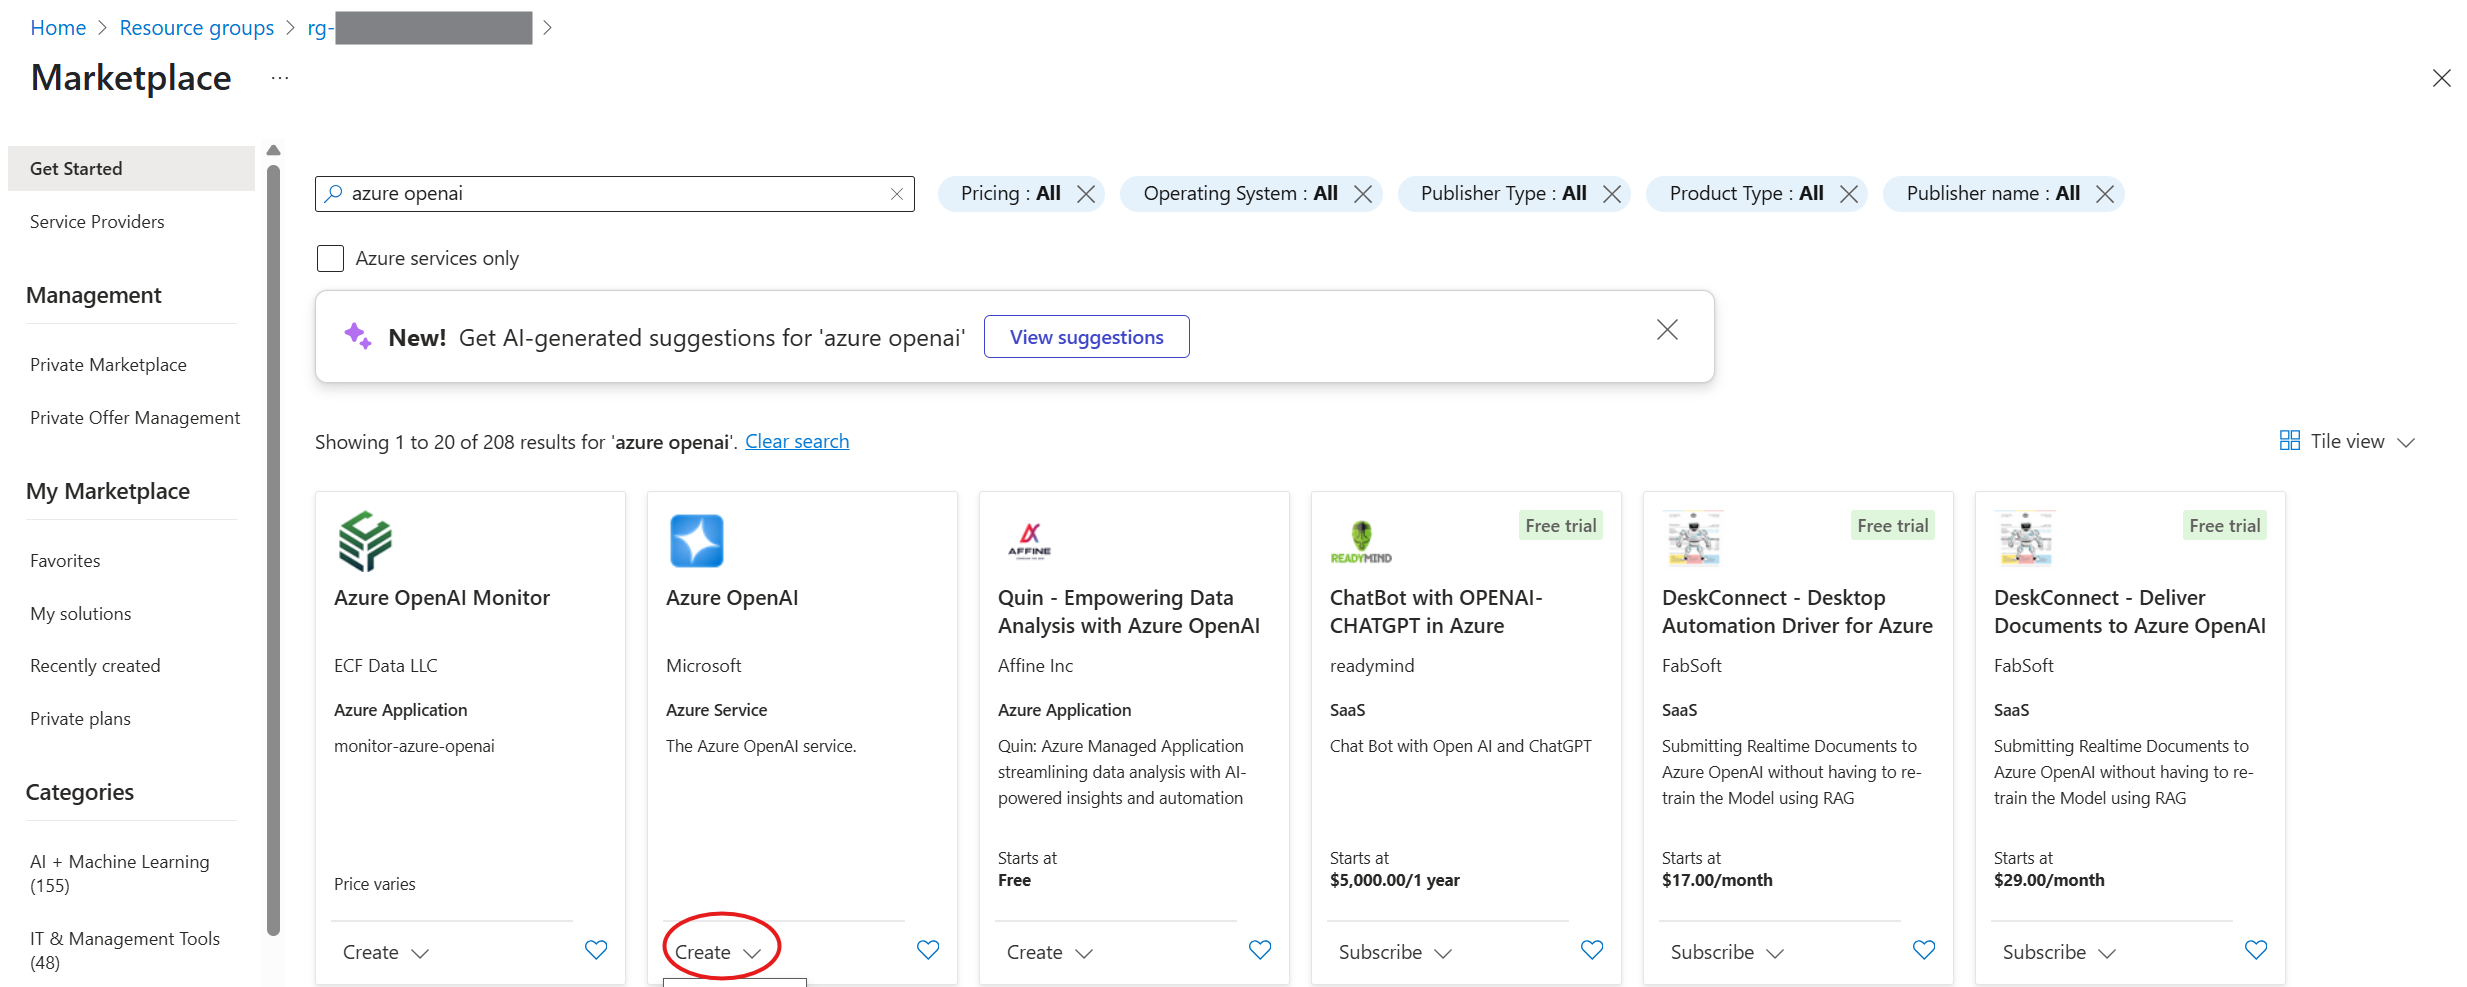 Home > Resource groups > rg- >
Marketplace ...
Get Started
Service Providers
Management
Private Marketplace
Private Offer Management
My Marketplace
Favorites
My solutions
Recently created
Private plans
Categories
AI + Machine Learning
(155)
IT & Management Tools
(48)
azure openai
Pricing : All
Operating System : All
Publisher Type : All
Product Type : All
Publisher name : All
Azure services only
New! Get AI-generated suggestions for 'azure openai' View suggestions
Showing 1 to 20 of 208 results for 'azure openai'. Clear search
Tile view
Azure OpenAI Monitor
ECF Data LLC
Azure Application
monitor-azure-openai
Price varies
Create
Azure OpenAI
Microsoft
Azure Service
The Azure OpenAI service.
Create
AFFINE
Quin - Empowering Data
Analysis with Azure OpenAI
Affine Inc
Azure Application
Quin: Azure Managed Application
streamlining data analysis with AI-
powered insights and automation
Starts at
Free
Create
READYMIND
Free trial
ChatBot with OPENAI-
CHATGPT in Azure
readymind
SaaS
Chat Bot with Open AI and ChatGPT
Starts at
$5,000.00/1 year
Subscribe
Free trial
DeskConnect - Desktop
Automation Driver for Azure
FabSoft
SaaS
Submitting Realtime Documents to
Azure OpenAI without having to re-
train the Model using RAG
Starts at
$17.00/month
Subscribe
Free trial
DeskConnect - Deliver
Documents to Azure OpenAI
FabSoft
SaaS
Submitting Realtime Documents to
Azure OpenAI without having to re-
train the Model using RAG
Starts at
$29.00/month
Subscribe